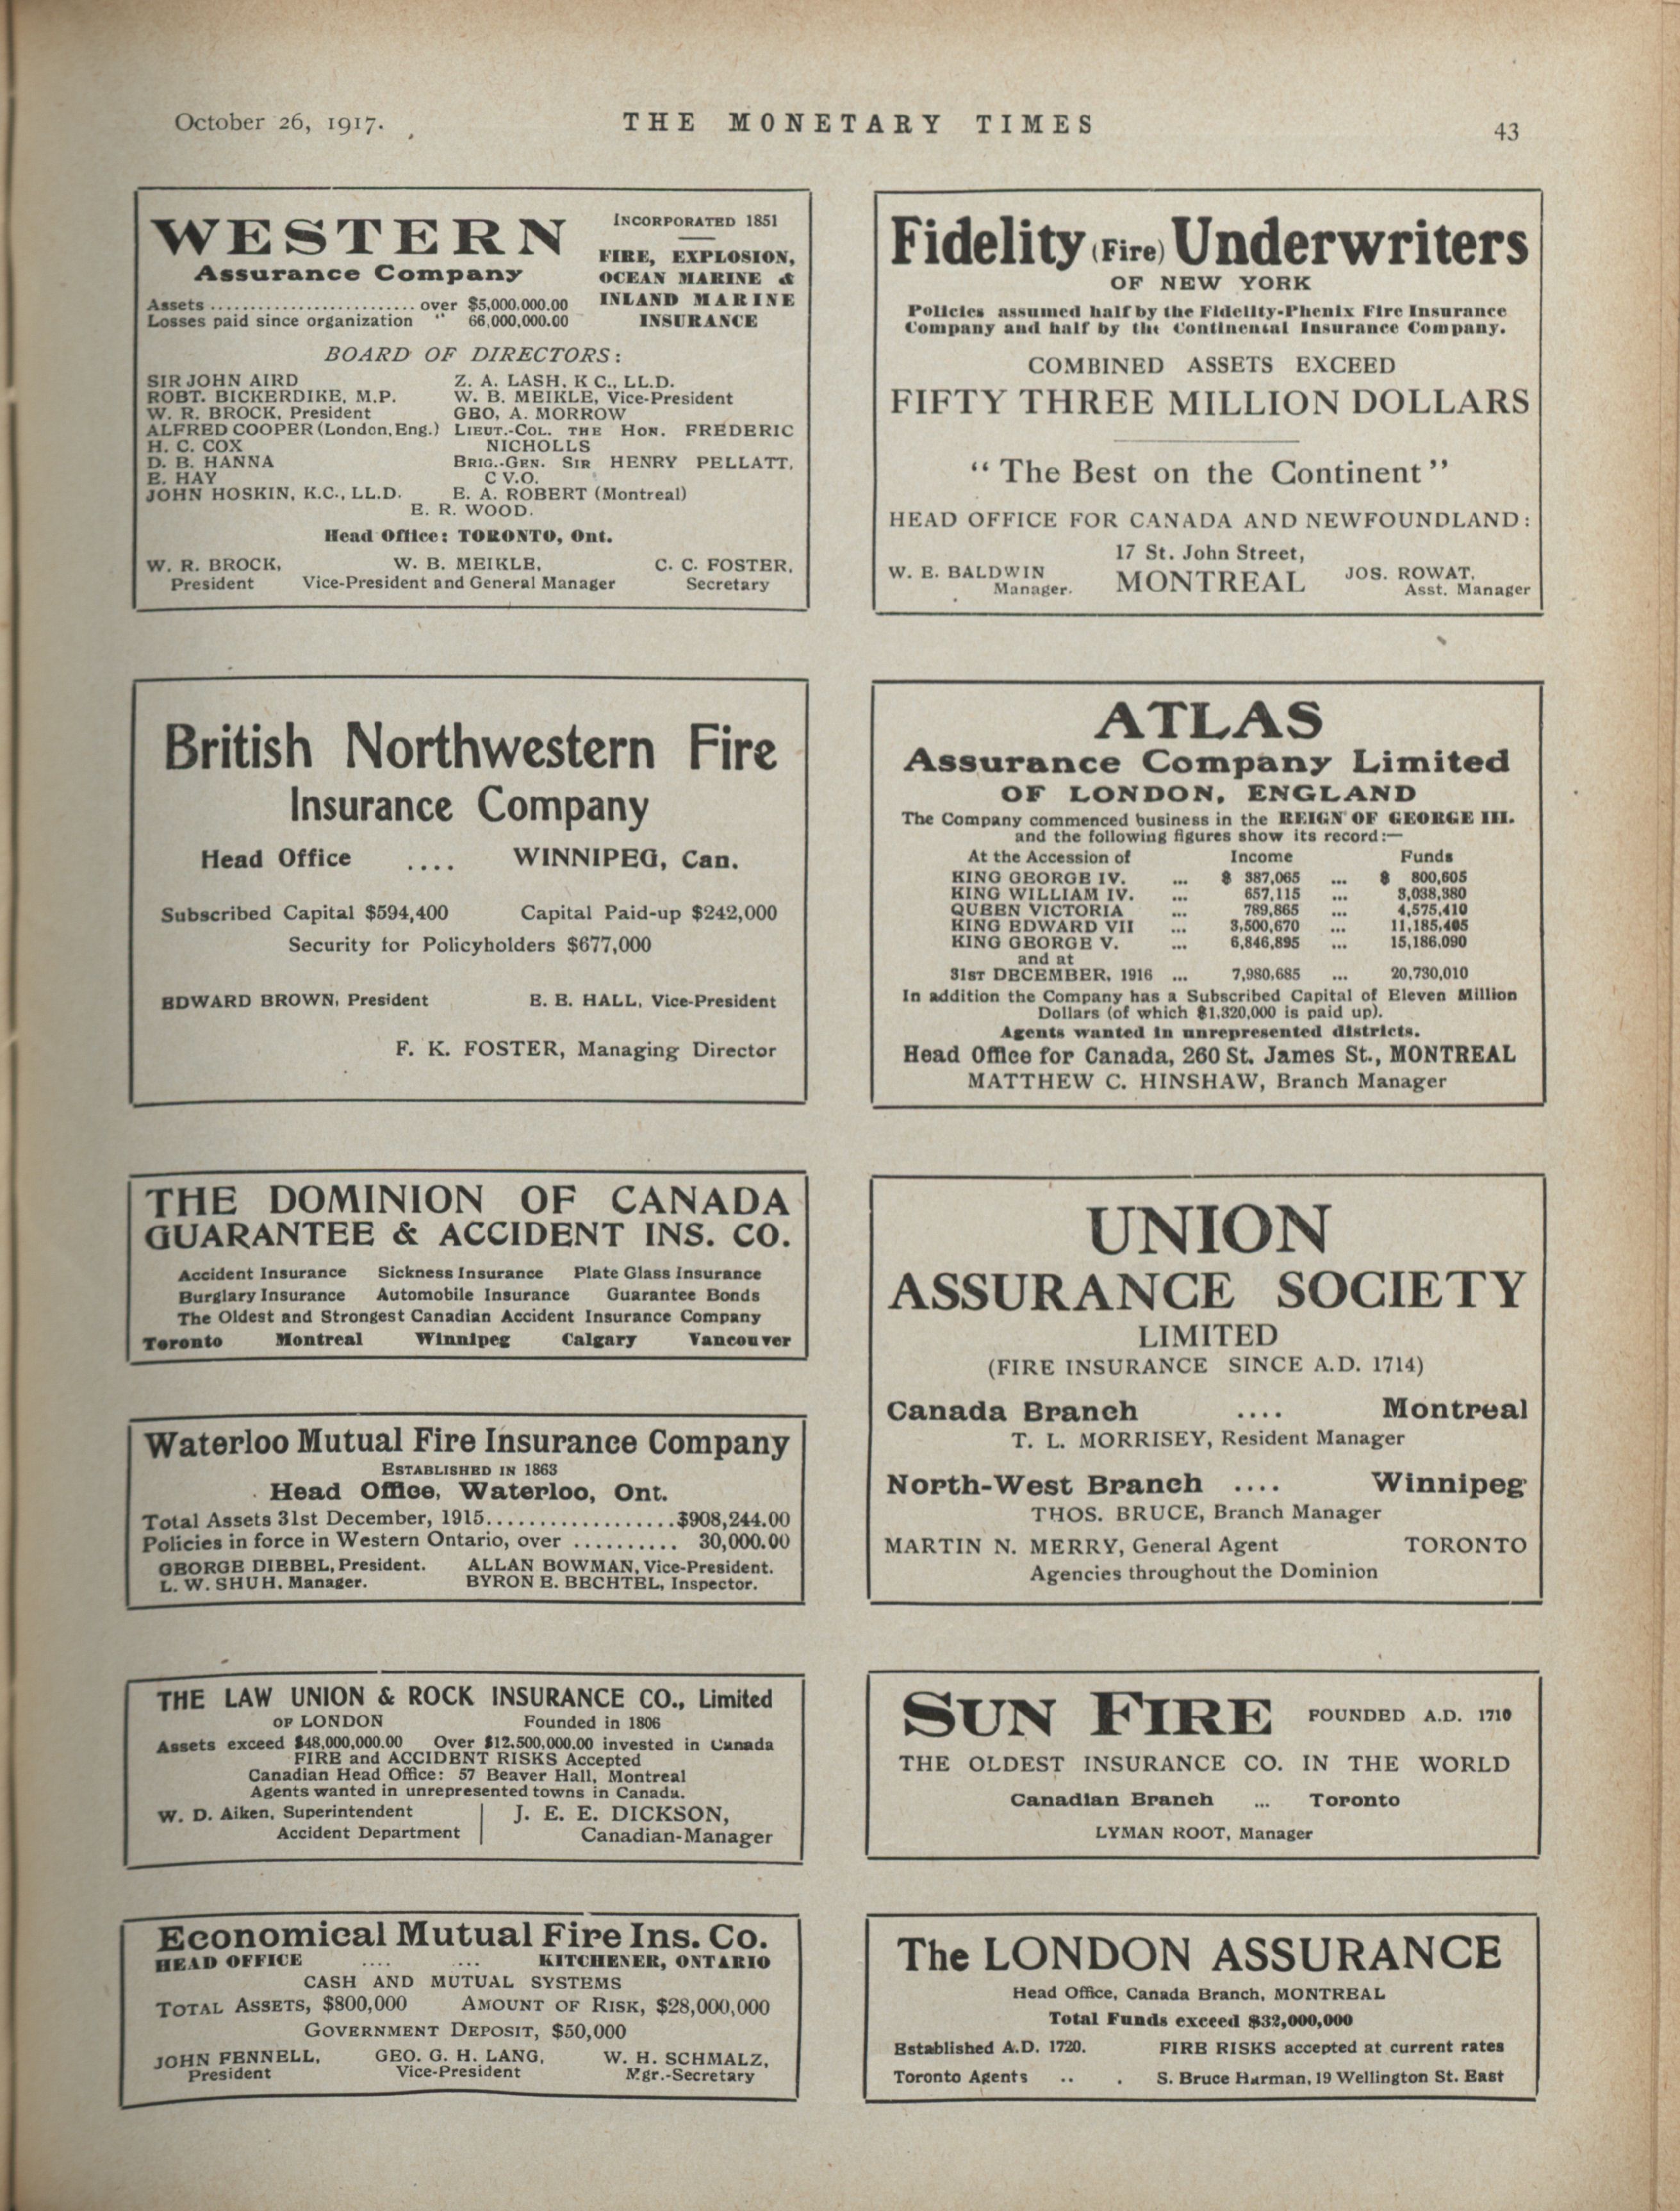 October 26, 1917.
THE MONETARY TIMES
43
WESTERN
Assurance Company
INCORPORATED 1851
FIRE, EXPLOSION,
OCEAN MARINE &
INLAND MARINE
INSURANCE
Assets .......................... over $5,000.000.00
Losses paid since organization " 66,000,000.00
BOARD OF DIRECTORS:
SIR JOHN AIRD
ROBT. BICKERDIKE, M.P.
W. R. BROCK, President
ALFRED COOPER (London, Eng.)
H. C. COX
D. B. HANNA
E. HAY
JOHN HOSKIN, K.C., LL.D.
Z. A. LASH, K C., LL.D.
W. B. MEIKLE, Vice-President
GEO, A. MORROW
LIEUT.-COL. THE HON. FREDERIC
NICHOLLS
BRIG.-GEN. SIR HENRY PELLATT,
C V.O.
E. A. ROBERT (Montreal)
E. R. WOOD.
Head Office: TORONTO, Ont.
W. R. BROCK, W. B. MEIKLE, C. C. FOSTER,
President Vice-President and General Manager Secretary
Fidelity (Fire) Underwriters
OF NEW YORK
Policies assumed half by the Fidelity-Phenix Fire Insurance
Company and half by the Continental Insurance Company.
COMBINED ASSETS EXCEED
FIFTY THREE MILLION DOLLARS
"The Best on the Continent"
HEAD OFFICE FOR CANADA AND NEWFOUNDLAND:
17 St. John Street,
W. E. BALDWIN
Manager.
MONTREAL
JOS. ROWAT,
Asst. Manager
British Northwestern Fire
Insurance Company
Head Office .... WINNIPEG, Can.
Subscribed Capital $594,400 Capital Paid-up $242,000
Security for Policyholders $677,000
EDWARD BROWN, President E. E. HALL, Vice-President
F. K. FOSTER, Managing Director
ATLAS
Assurance Company Limited
OF LONDON, ENGLAND
The Company commenced business in the REIGN OF GEORGE III.
and the following figures show its record:—
At the Accession of Income Funds
KING GEORGE IV. ... $ 387,065 ... $ 800,605
KING WILLIAM IV. ... 657,115 ... 3,038,380
QUEEN VICTORIA ... 789,865 ... 4,575,410
KING EDWARD VII ... 3,500,670 ... 11,185,405
KING GEORGE V. ... 6,846,895 ... 15,186,090
and at
31ST DECEMBER, 1916 ... 7,980,685 ... 20,730,010
In addition the Company has a Subscribed Capital of Eleven Million
Dollars (of which $1,320,000 is paid up).
Agents wanted in unrepresented districts.
Head Office for Canada, 260 St. James St., MONTREAL
MATTHEW C. HINSHAW, Branch Manager
THE DOMINION OF CANADA
GUARANTEE & ACCIDENT INS. CO.
Accident Insurance Sickness Insurance Plate Glass Insurance
Burglary Insurance Automobile Insurance Guarantee Bonds
The Oldest and Strongest Canadian Accident Insurance Company
Toronto Montreal Winnipeg Calgary Vancouver
UNION
ASSURANCE SOCIETY
LIMITED
(FIRE INSURANCE SINCE A.D. 1714)
Canada Branch .... Montreal
T. L. MORRISEY, Resident Manager
North-West Branch .... Winnipeg
THOS. BRUCE, Branch Manager
MARTIN N. MERRY, General Agent TORONTO
Agencies throughout the Dominion
Waterloo Mutual Fire Insurance Company
ESTABLISHED IN 1863
Head Office, Waterloo, Ont.
Total Assets 31st December, 1915..................$908,244.00
Policies in force in Western Ontario, over .......... 30,000.00
GEORGE DIEBEL, President. ALLAN BOWMAN, Vice-President.
L. W. SHUH, Manager. BYRON E. BECHTEL, Inspector.
THE LAW UNION & ROCK INSURANCE CO., Limited
OF LONDON Founded in 1806
Assets exceed $48,000,000.00 Over $12,500,000.00 invested in Canada
FIRE and ACCIDENT RISKS Accepted
Canadian Head Office: 57 Beaver Hall, Montreal
Agents wanted in unrepresented towns in Canada.
W. D. Aiken, Superintendent
Accident Department
J. E. E. DICKSON,
Canadian-Manager
SUN FIRE FOUNDED A.D. 1710
THE OLDEST INSURANCE CO. IN THE WORLD
Canadian Branch ... Toronto
LYMAN ROOT, Manager
Economical Mutual Fire Ins. Co.
HEAD OFFICE .... ... KITCHENER, ONTARIO
CASH AND MUTUAL SYSTEMS
TOTAL ASSETS, $800,000 AMOUNT OF RISK, $28,000,000
GOVERNMENT DEPOSIT, $50,000
JOHN FENNELL, GEO. G. H. LANG, W. H. SCHMALZ,
President Vice-President Mgr.-Secretary
The LONDON ASSURANCE
Head Office, Canada Branch, MONTREAL
Total Funds exceed $32,000,000
Established A.D. 1720. FIRE RISKS accepted at current rates
Toronto Agents .. . S. Bruce Harman, 19 Wellington St. East